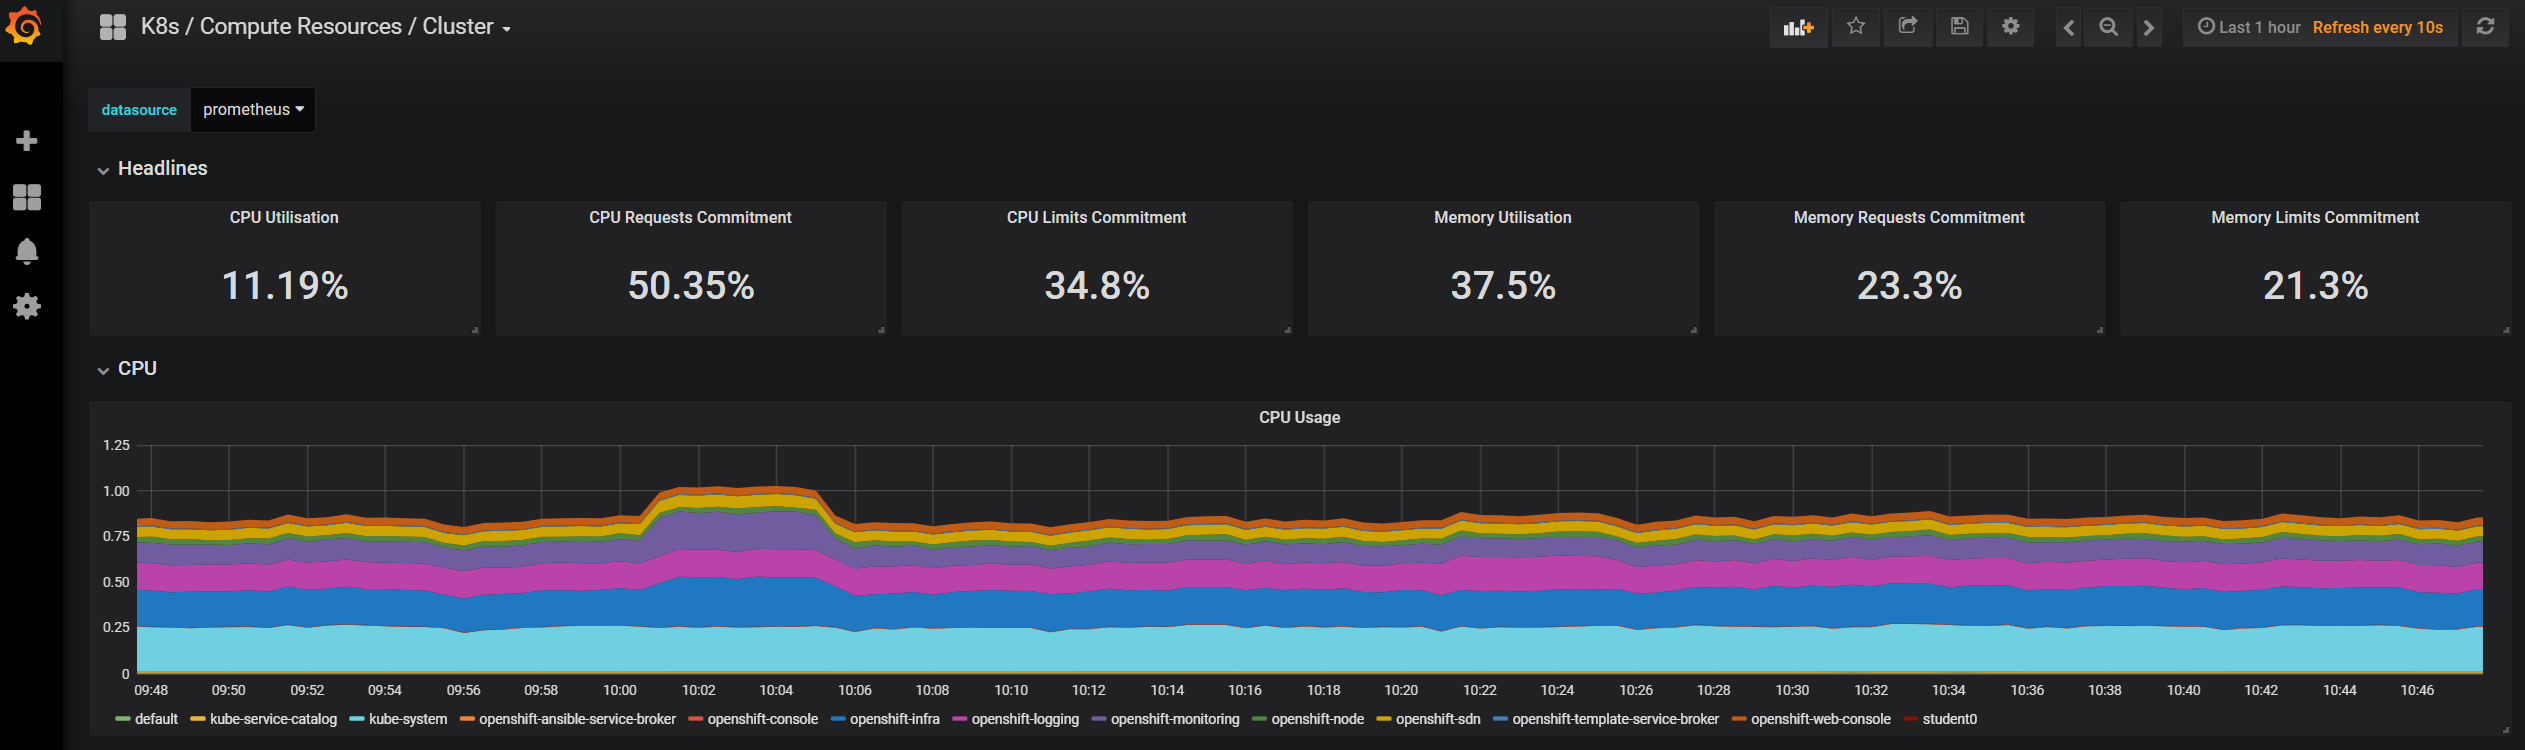 K8s / Compute Resources / Cluster
Last 1 hour Refresh every 10s
datasource prometheus
Headlines
CPU Utilisation
11.19%
CPU Requests Commitment
50.35%
CPU Limits Commitment
34.8%
Memory Utilisation
37.5%
Memory Requests Commitment
23.3%
Memory Limits Commitment
21.3%
CPU
CPU Usage
1.25
1.00
0.75
0.50
0.25
0
09:48 09:50 09:52 09:54 09:56 09:58 10:00 10:02 10:04 10:06 10:08 10:10 10:12 10:14 10:16 10:18 10:20 10:22 10:24 10:26 10:28 10:30 10:32 10:34 10:36 10:38 10:40 10:42 10:44 10:46
default kube-service-catalog kube-system openshift-ansible-service-broker openshift-console openshift-infra openshift-logging openshift-monitoring openshift-node openshift-sdn openshift-template-service-broker openshift-web-console student0